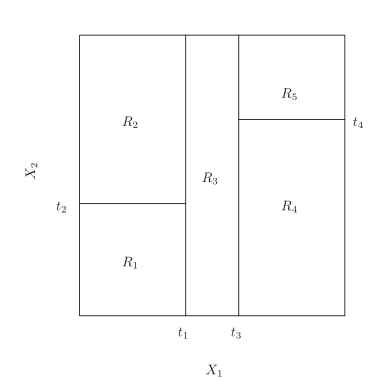 R₅
R₂
t₄
R₃
X₂
t₂
R₄
R₁
t₁ t₃
X₁